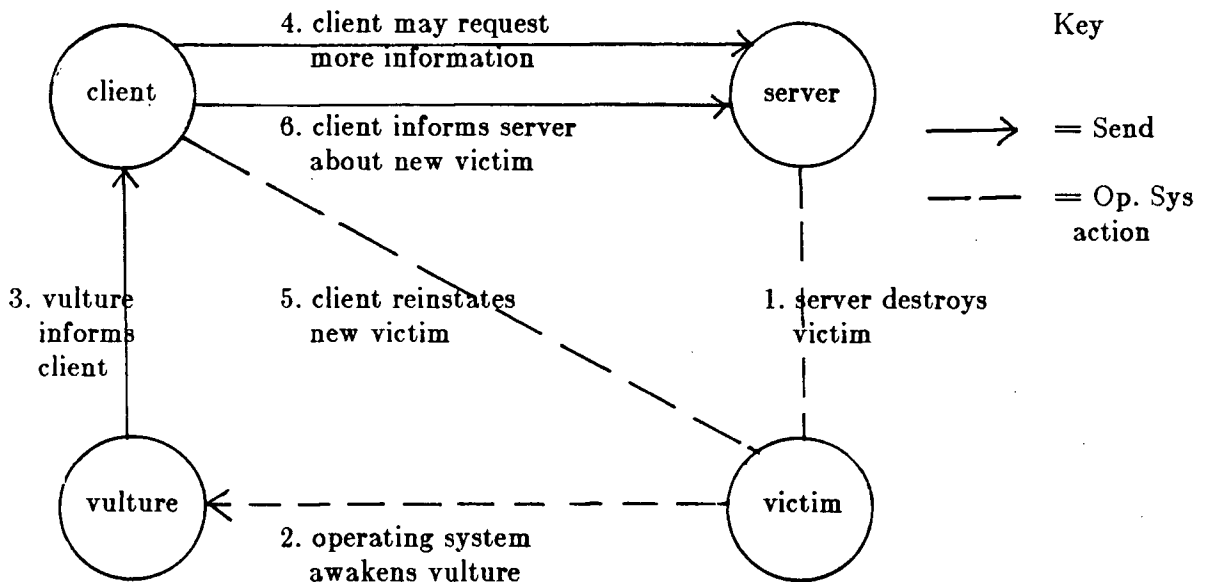 4. client may request
more information
Key
client
server
6. client informs server
about new victim
= Send
= Op. Sys
action
3. vulture
informs
client
5. client reinstates
new victim
1. server destroys
victim
vulture
victim
2. operating system
awakens vulture